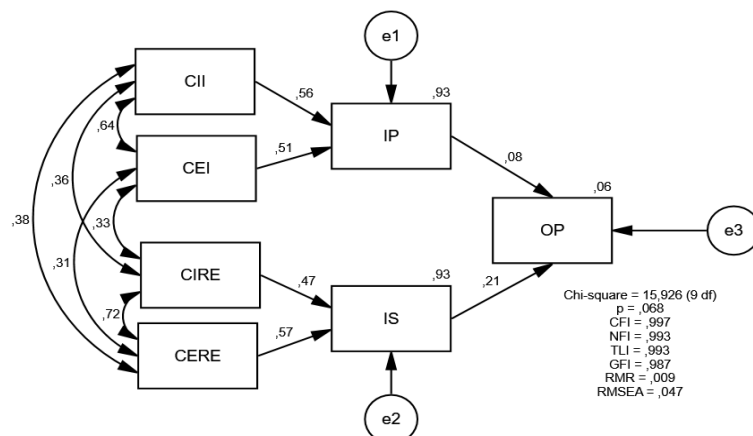 e1
CII
,56
,93
IP
,64
CEI
,51
,08
,36
,06
,38
OP
e3
,33
,31
CIRE
,47
,93
,21
IS
,72
CERE
,57
e2
Chi-square = 15,926 (9 df)
p = ,068
CFI = ,997
NFI = ,993
TLI = ,993
GFI = ,987
RMR = ,009
RMSEA = ,047